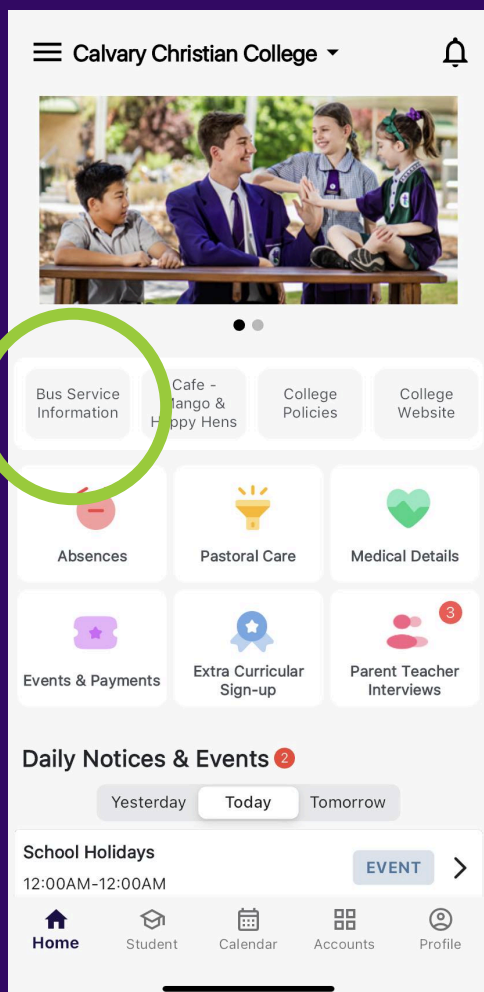 Calvary Christian College
Bus Service
Information
Cafe -
Mango &
Happy Hens
College
Policies
College
Website
Absences
Pastoral Care
Medical Details
Events & Payments
Extra Curricular
Sign-up
3
Parent Teacher
Interviews
Daily Notices & Events 2
Yesterday Today Tomorrow
School Holidays
12:00AM-12:00AM
EVENT
Home Student Calendar Accounts Profile